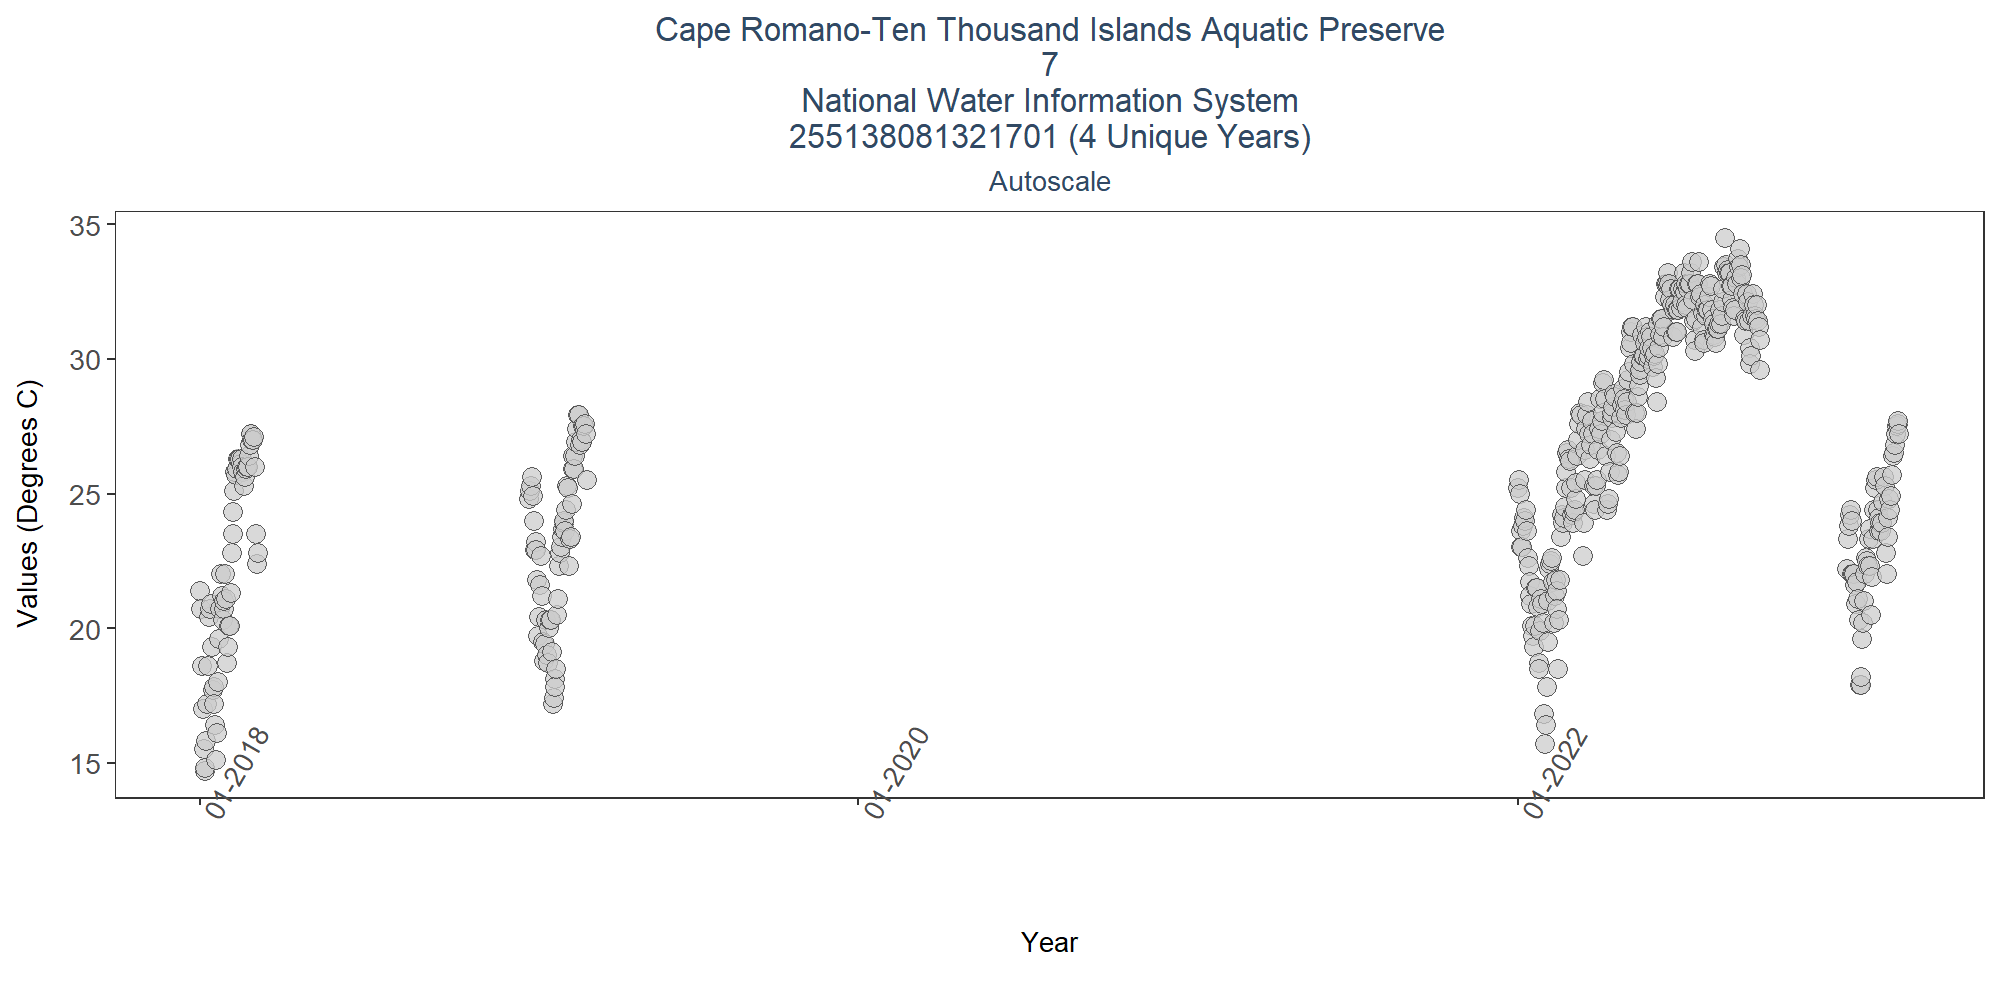 Cape Romano-Ten Thousand Islands Aquatic Preserve
7
National Water Information System
255138081321701 (4 Unique Years)
Autoscale
Values (Degrees C)
35
30
25
20
15
01-2018
01-2020
01-2022
Year